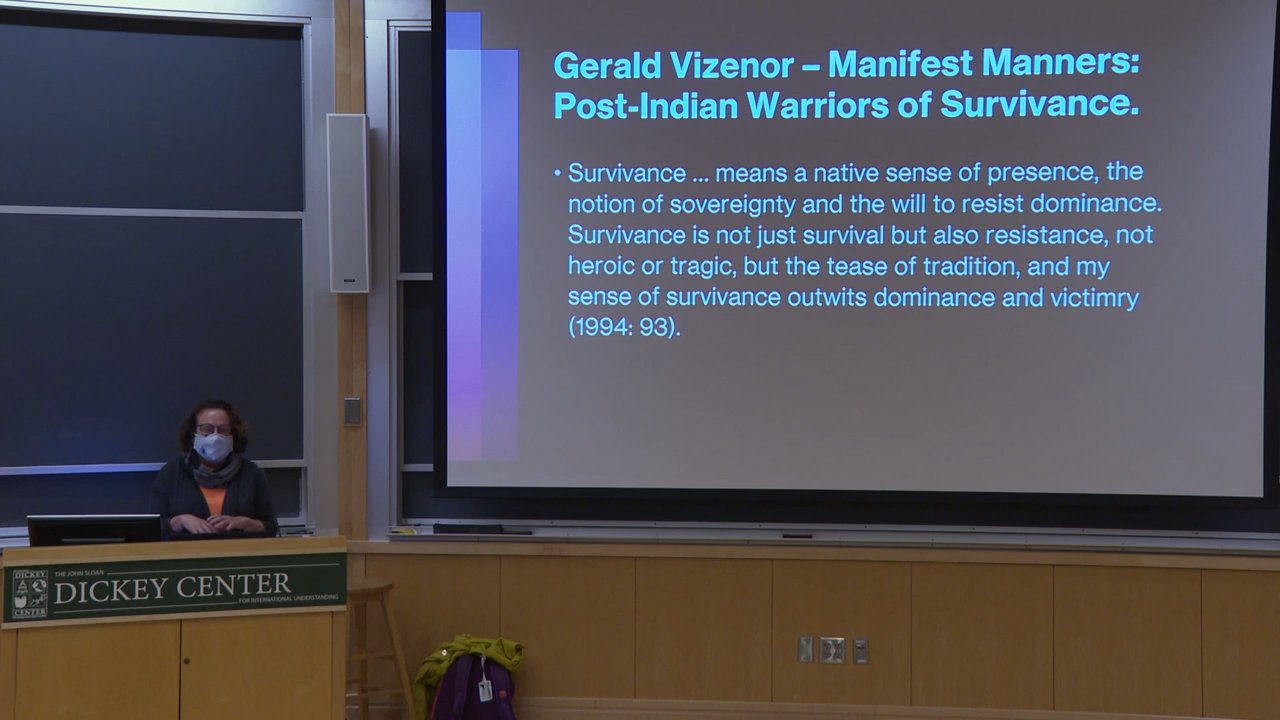 Gerald Vizenor – Manifest Manners:
Post-Indian Warriors of Survivance.
• Survivance ... means a native sense of presence, the
notion of sovereignty and the will to resist dominance.
Survivance is not just survival but also resistance, not
heroic or tragic, but the tease of tradition, and my
sense of survivance outwits dominance and victimry
(1994: 93).
DICKEY
CENTER
THE JOHN SLOAN
DICKEY CENTER
FOR INTERNATIONAL UNDERSTANDING